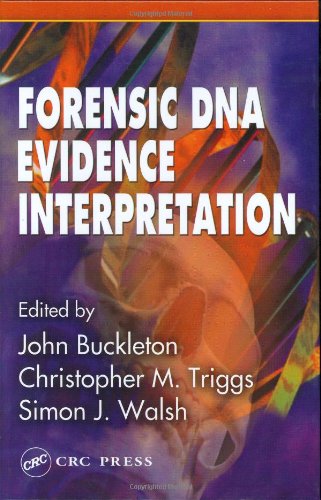 FORENSIC DNA
EVIDENCE
INTERPRETATION
Edited by
John Buckleton
Christopher M. Triggs
Simon J. Walsh
CRC CRC PRESS